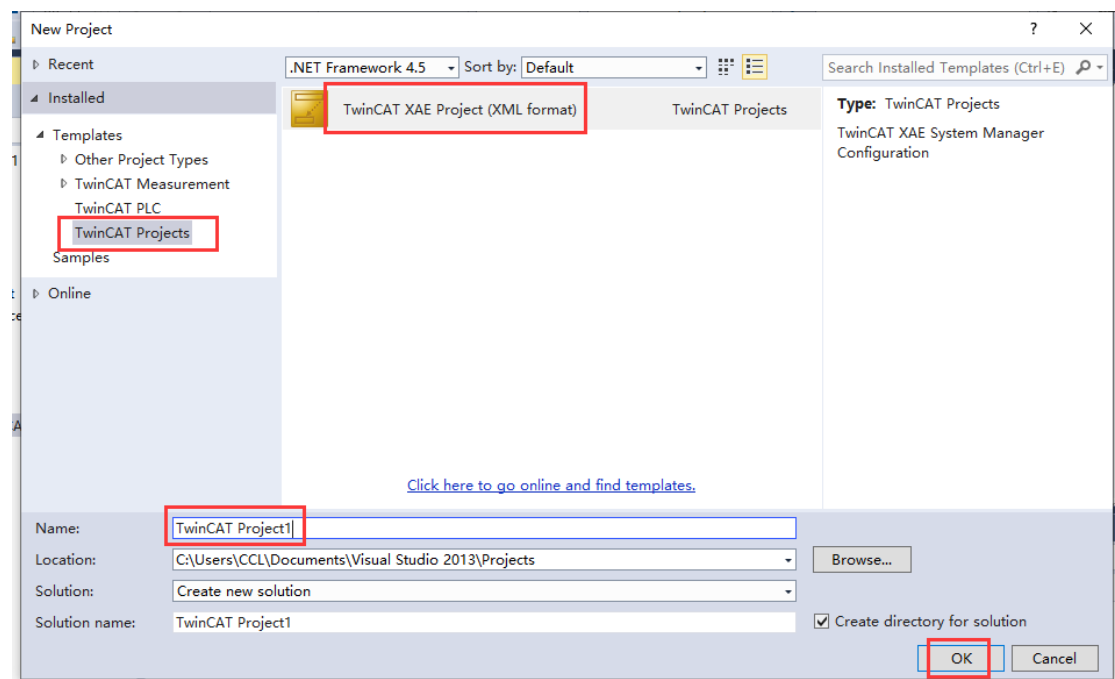 New Project
?
Recent
.NET Framework 4.5
Sort by:
Default
Search Installed Templates (Ctrl+E)
Installed
TwinCAT XAE Project (XML format)
TwinCAT Projects
Type: TwinCAT Projects
TwinCAT XAE System Manager
Configuration
Templates
Other Project Types
TwinCAT Measurement
TwinCAT PLC
TwinCAT Projects
Samples
Online
Click here to go online and find templates.
Name:
TwinCAT Project1
Location:
C:\Users\CCL\Documents\Visual Studio 2013\Projects
Browse...
Solution:
Create new solution
Solution name:
TwinCAT Project1
Create directory for solution
OK
Cancel